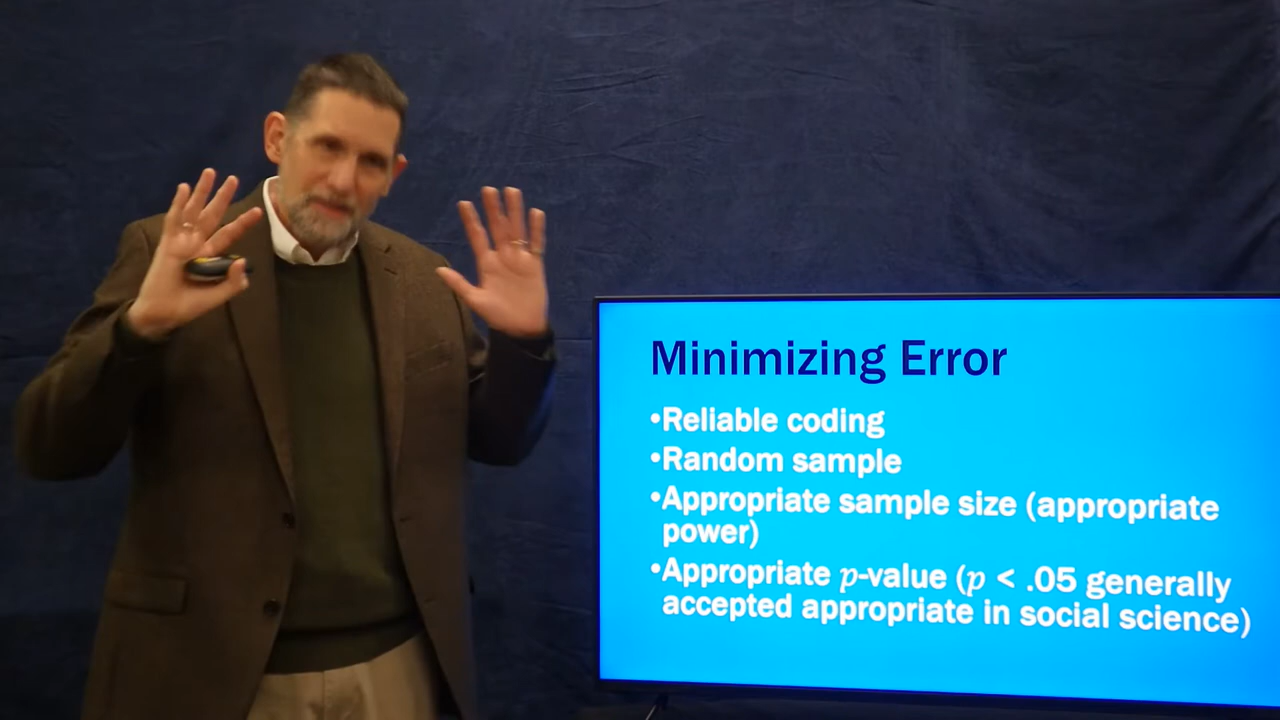 Minimizing Error
•Reliable coding
•Random sample
•Appropriate sample size (appropriate
power)
•Appropriate p-value (p < .05 generally
accepted appropriate in social science)